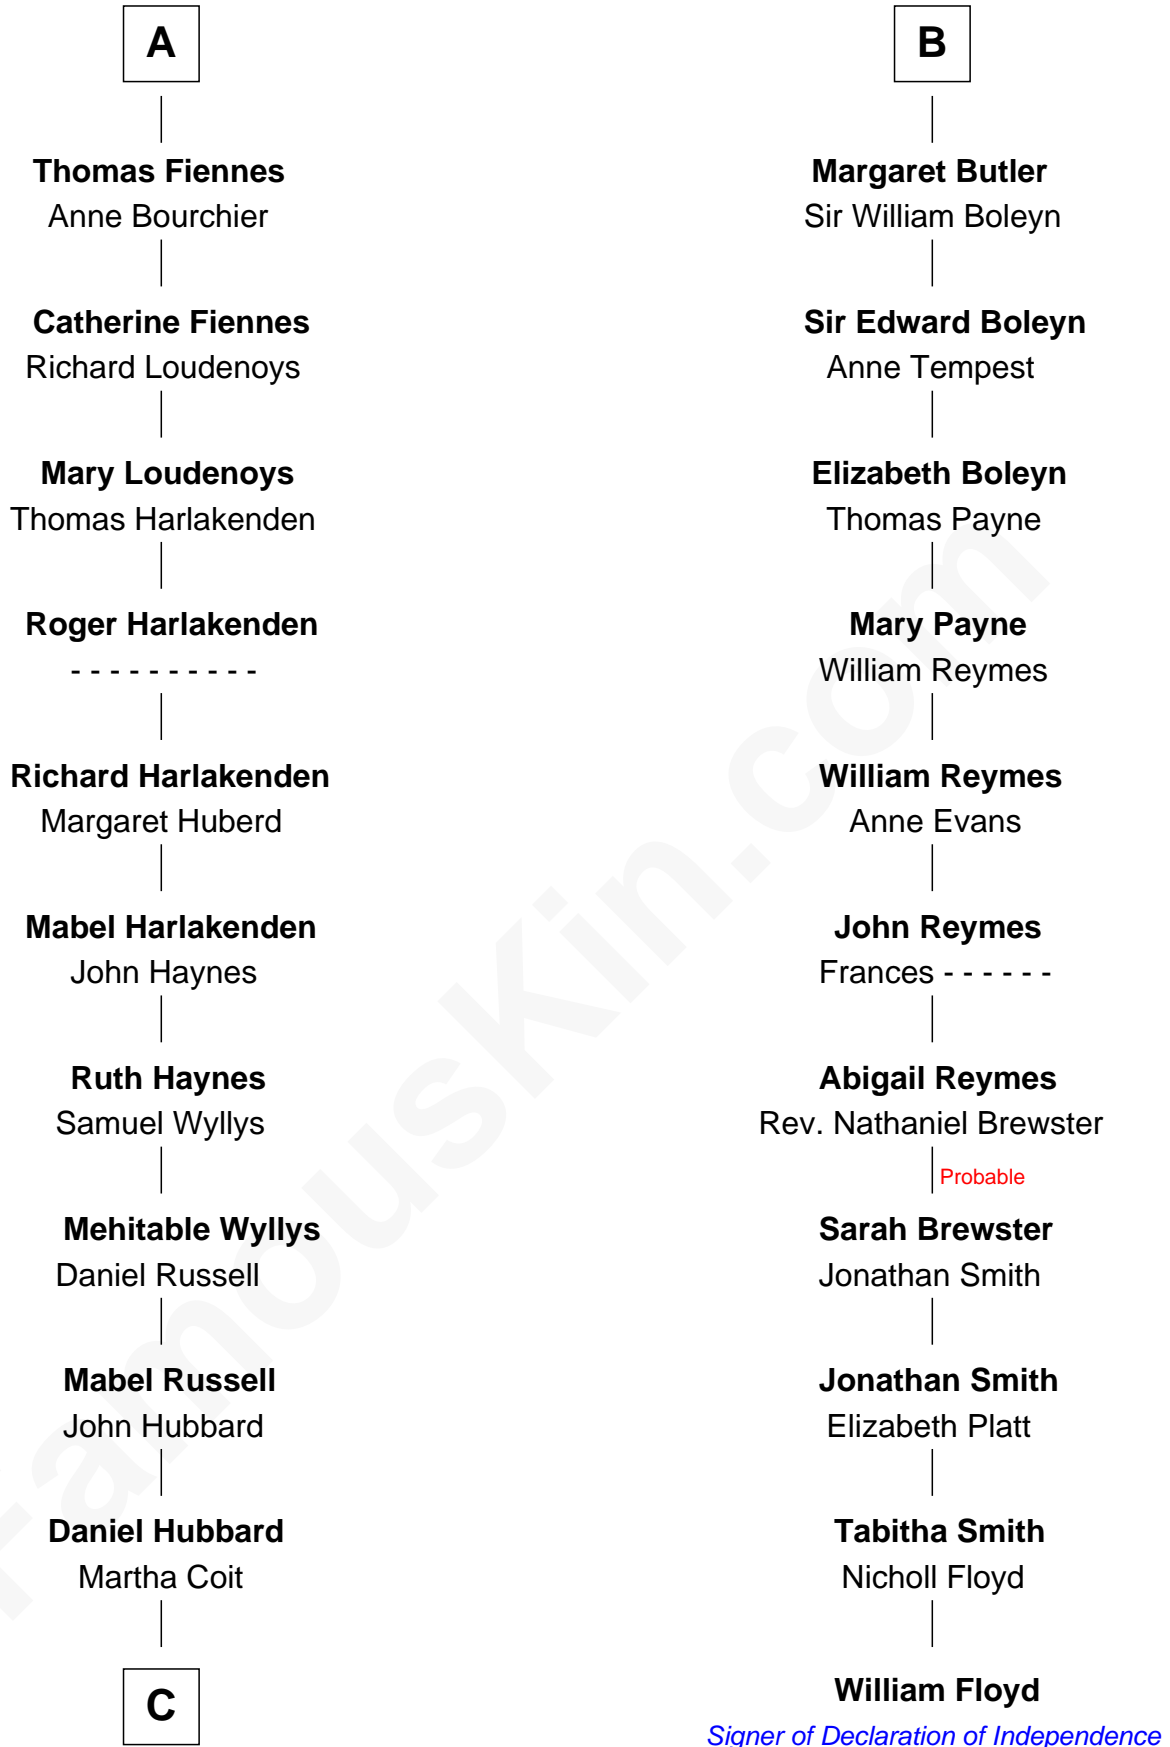 A
Thomas Fiennes
Anne Bourchier
Catherine Fiennes
Richard Loudenoys
Mary Loudenoys
Thomas Harlakenden
Roger Harlakenden
- - - - - - - - - -
Richard Harlakenden
Margaret Huberd
Mabel Harlakenden
John Haynes
Ruth Haynes
Samuel Wyllys
Mehitable Wyllys
Daniel Russell
Mabel Russell
John Hubbard
Daniel Hubbard
Martha Coit
C
B
Margaret Butler
Sir William Boleyn
Sir Edward Boleyn
Anne Tempest
Elizabeth Boleyn
Thomas Payne
Mary Payne
William Reymes
William Reymes
Anne Evans
John Reymes
Frances - - - - - -
Abigail Reymes
Rev. Nathaniel Brewster
Probable
Sarah Brewster
Jonathan Smith
Jonathan Smith
Elizabeth Platt
Tabitha Smith
Nicholl Floyd
William Floyd
Signer of Declaration of Independence
FamousKin.com